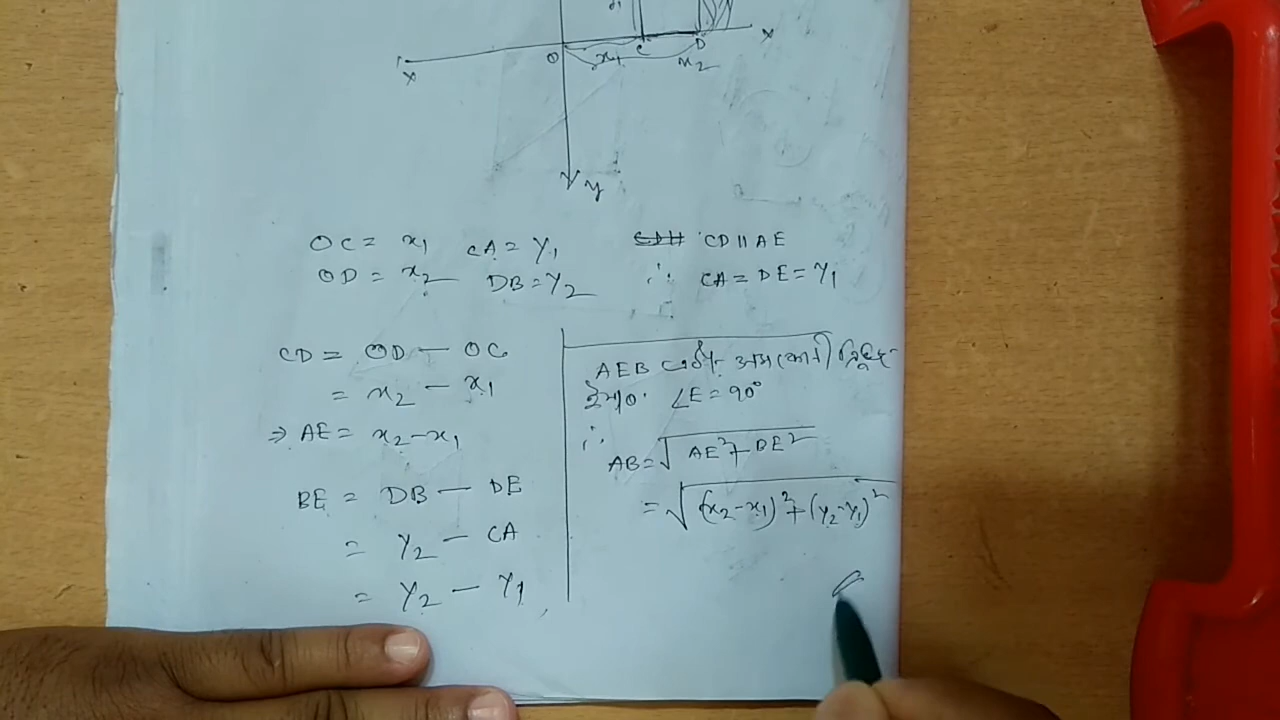 O C D X
x₁ x₂
X
y
OC = x₁ CA = Y₁
OD = x₂ DB = Y₂
CD || AE
∴ CA = DE = Y₁
CD = OD − OC
= x₂ − x₁
⇒ AE = x₂ − x₁
BE = DB − DE
= Y₂ − CA
= Y₂ − Y₁
AEB
∠E = 90°
∴
AB = √AE² + BE²
= √(x₂ − x₁)² + (Y₂ − Y₁)²